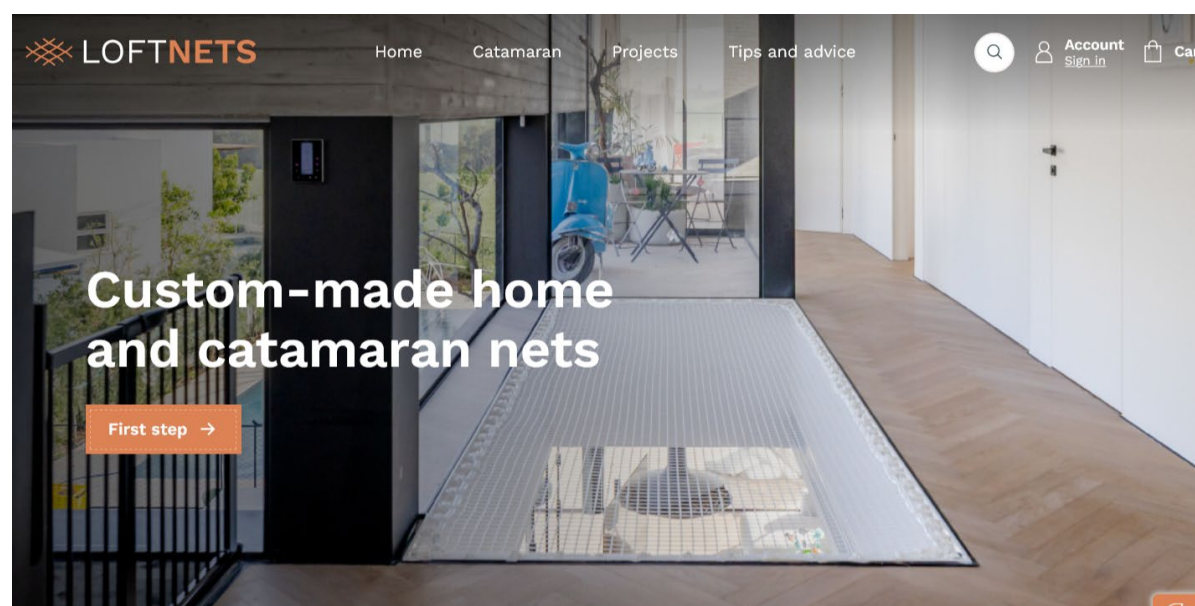 LOFTNETS
Home
Catamaran
Projects
Tips and advice
Account
Sign in
Custom-made home
and catamaran nets
First step